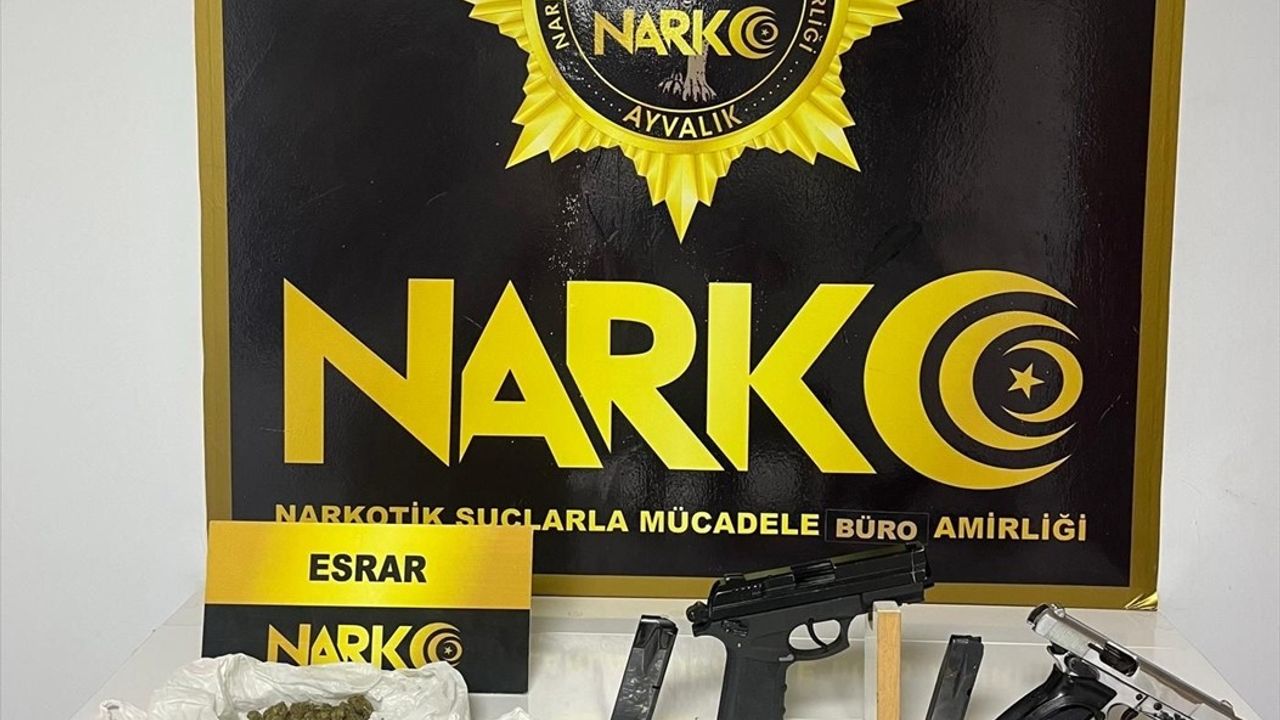 NARKO
AYVALIK
NARKO
NARKOTİK SUÇLARLA MÜCADELE BÜRO AMİRLİĞİ
ESRAR
NARKO